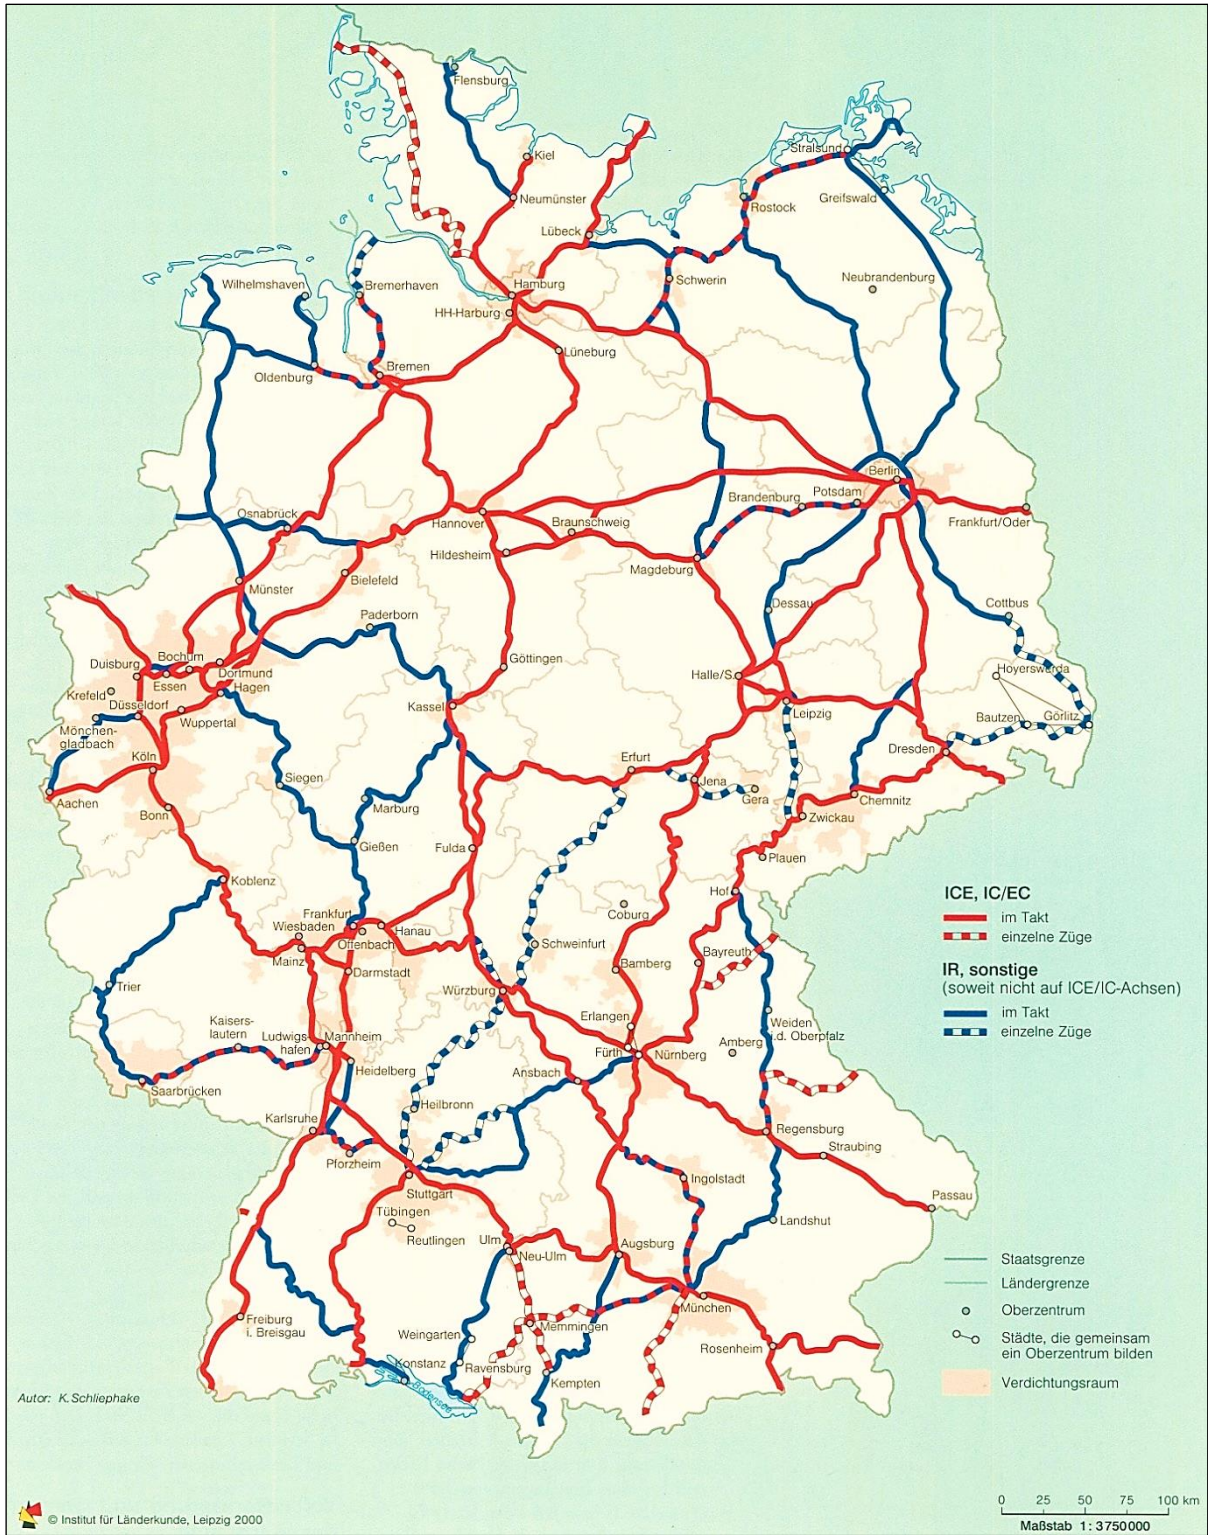 Flensburg
Kiel
Neumünster
Lübeck
Stralsund
Greifswald
Rostock
Wilhelmshaven
Bremerhaven
Hamburg
HH-Harburg
Schwerin
Neubrandenburg
Lüneburg
Oldenburg
Bremen
Berlin
Osnabrück
Hannover
Braunschweig
Brandenburg
Potsdam
Frankfurt/Oder
Hildesheim
Magdeburg
Münster
Bielefeld
Paderborn
Dessau
Cottbus
Duisburg
Bochum
Dortmund
Essen
Hagen
Krefeld
Düsseldorf
Wuppertal
Mönchen-
gladbach
Göttingen
Kassel
Halle/S.
Leipzig
Hoyerswerda
Bautzen
Görlitz
Dresden
Köln
Aachen
Bonn
Siegen
Marburg
Gießen
Erfurt
Jena
Gera
Chemnitz
Zwickau
Plauen
Fulda
Koblenz
Hof
Frankfurt
Wiesbaden
Offenbach
Hanau
Mainz
Darmstadt
Coburg
Schweinfurt
Bamberg
Bayreuth
Trier
Würzburg
Kaisers-
lautern
Ludwigs-
hafen
Mannheim
Heidelberg
Erlangen
Fürth
Nürnberg
Amberg
Weiden
i.d. Oberpfalz
Ansbach
Saarbrücken
Heilbronn
Karlsruhe
Pforzheim
Stuttgart
Regensburg
Straubing
Ingolstadt
Passau
Tübingen
Reutlingen
Landshut
Ulm
Neu-Ulm
Augsburg
München
Freiburg
i. Breisgau
Weingarten
Memmingen
Ravensburg
Rosenheim
Konstanz
Bodensee
Kempten
ICE, IC/EC
im Takt
einzelne Züge
IR, sonstige
(soweit nicht auf ICE/IC-Achsen)
im Takt
einzelne Züge
Staatsgrenze
Ländergrenze
Oberzentrum
Städte, die gemeinsam
ein Oberzentrum bilden
Verdichtungsraum
Autor: K.Schliephake
© Institut für Länderkunde, Leipzig 2000
0 25 50 75 100 km
Maßstab 1 : 3750000